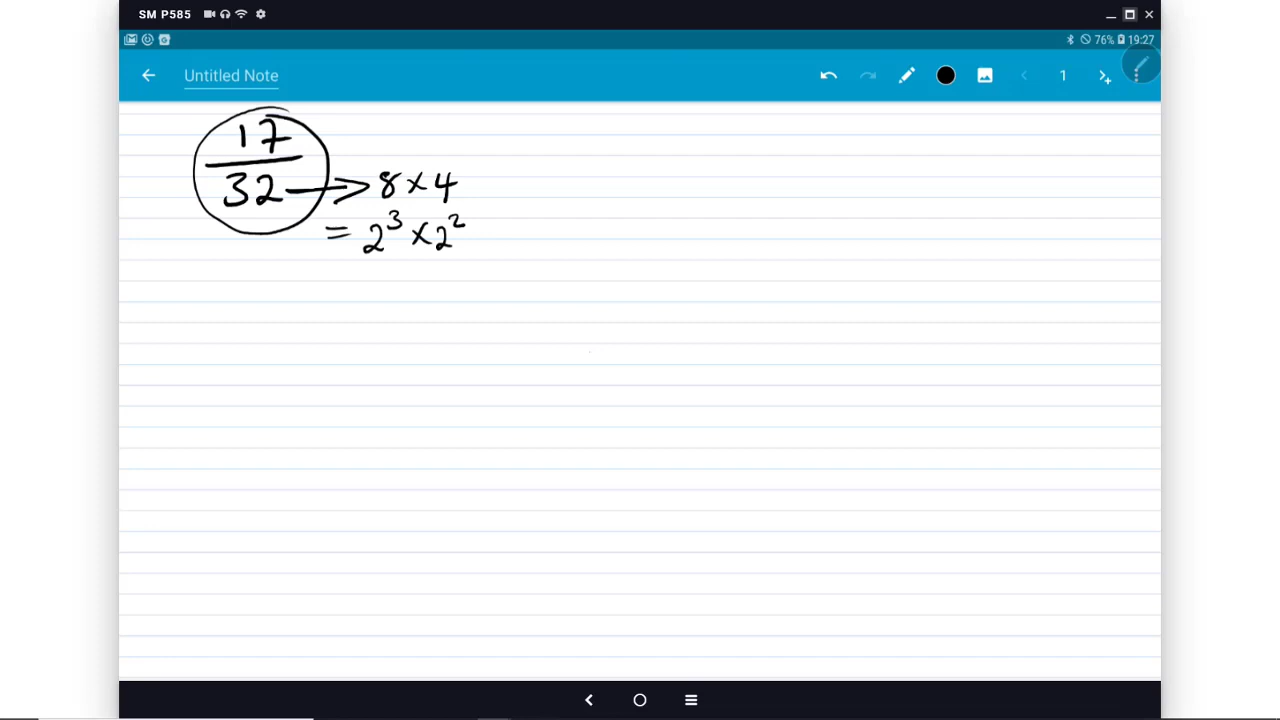 SM P585
76% 19:27
Untitled Note
1
17
32 → 8 × 4
= 2³ × 2²